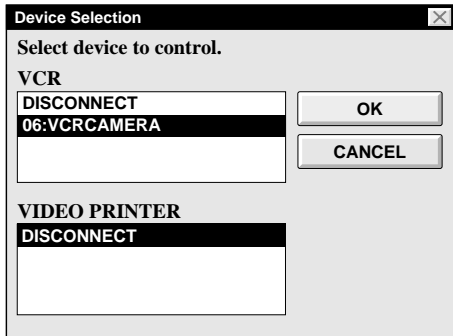 Device Selection
Select device to control.
VCR
DISCONNECT
06:VCRCAMERA
OK
CANCEL
VIDEO PRINTER
DISCONNECT